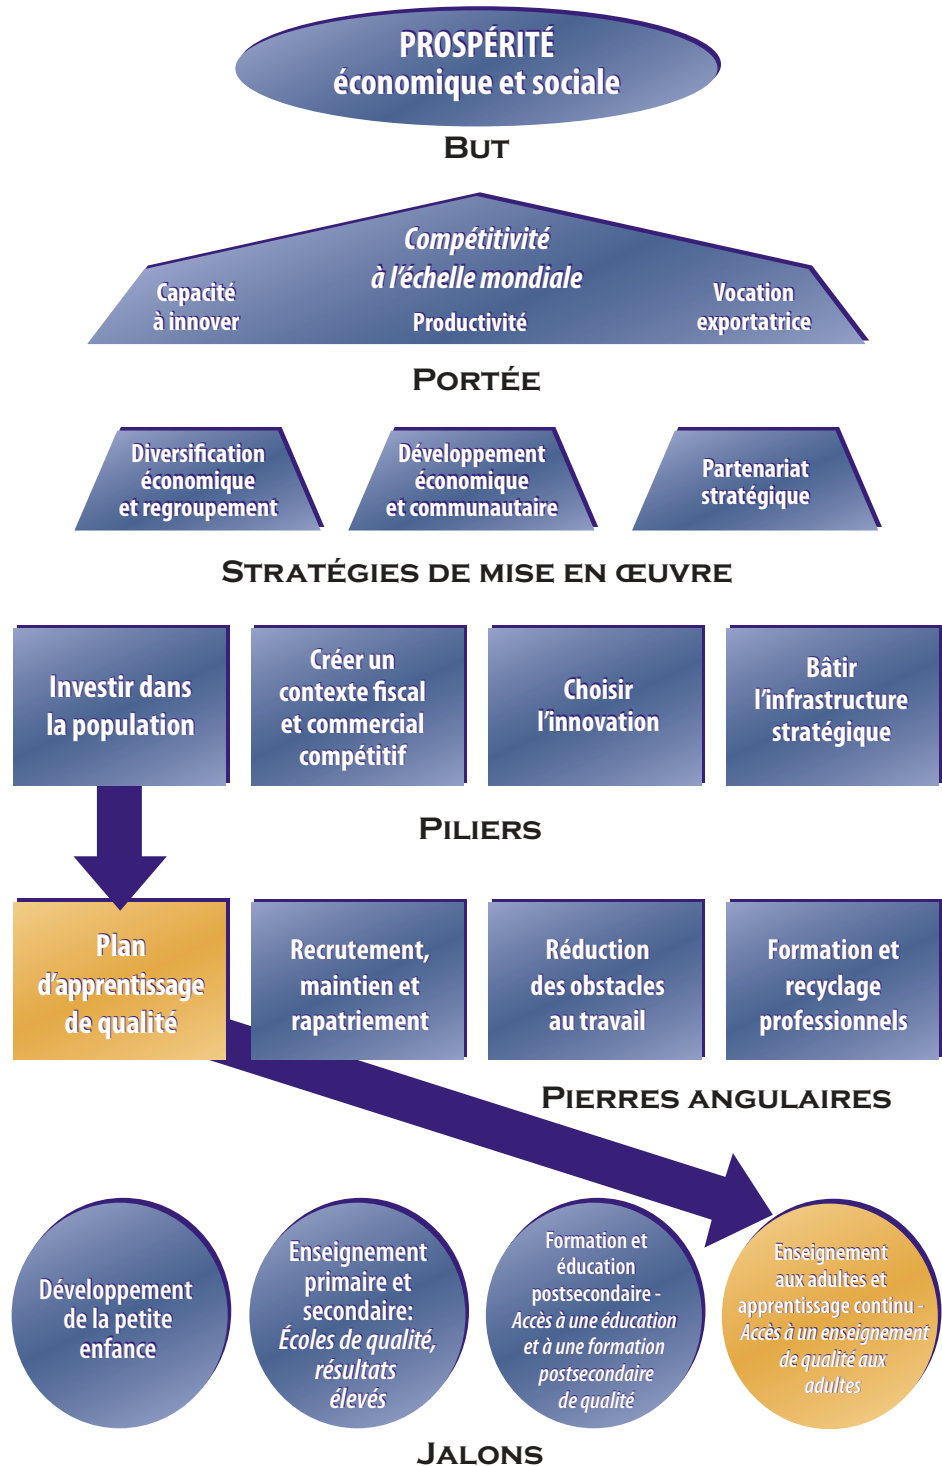 PROSPÉRITÉ
économique et sociale
BUT
Compétitivité
à l'échelle mondiale
Capacité
à innover
Productivité
Vocation
exportatrice
PORTÉE
Diversification
économique
et regroupement
Développement
économique
et communautaire
Partenariat
stratégique
STRATÉGIES DE MISE EN ŒUVRE
Investir dans
la population
Créer un
contexte fiscal
et commercial
compétitif
Choisir
l'innovation
Bâtir
l'infrastructure
stratégique
PILIERS
Plan
d'apprentissage
de qualité
Recrutement,
maintien et
rapatriement
Réduction
des obstacles
au travail
Formation et
recyclage
professionnels
PIERRES ANGULAIRES
Développement
de la petite
enfance
Enseignement
primaire et
secondaire:
Écoles de qualité,
résultats
élevés
Formation et
éducation
postsecondaire -
Accès à une éducation
et à une formation
postsecondaire
de qualité
Enseignement
aux adultes et
apprentissage continu -
Accès à un enseignement
de qualité aux
adultes
JALONS